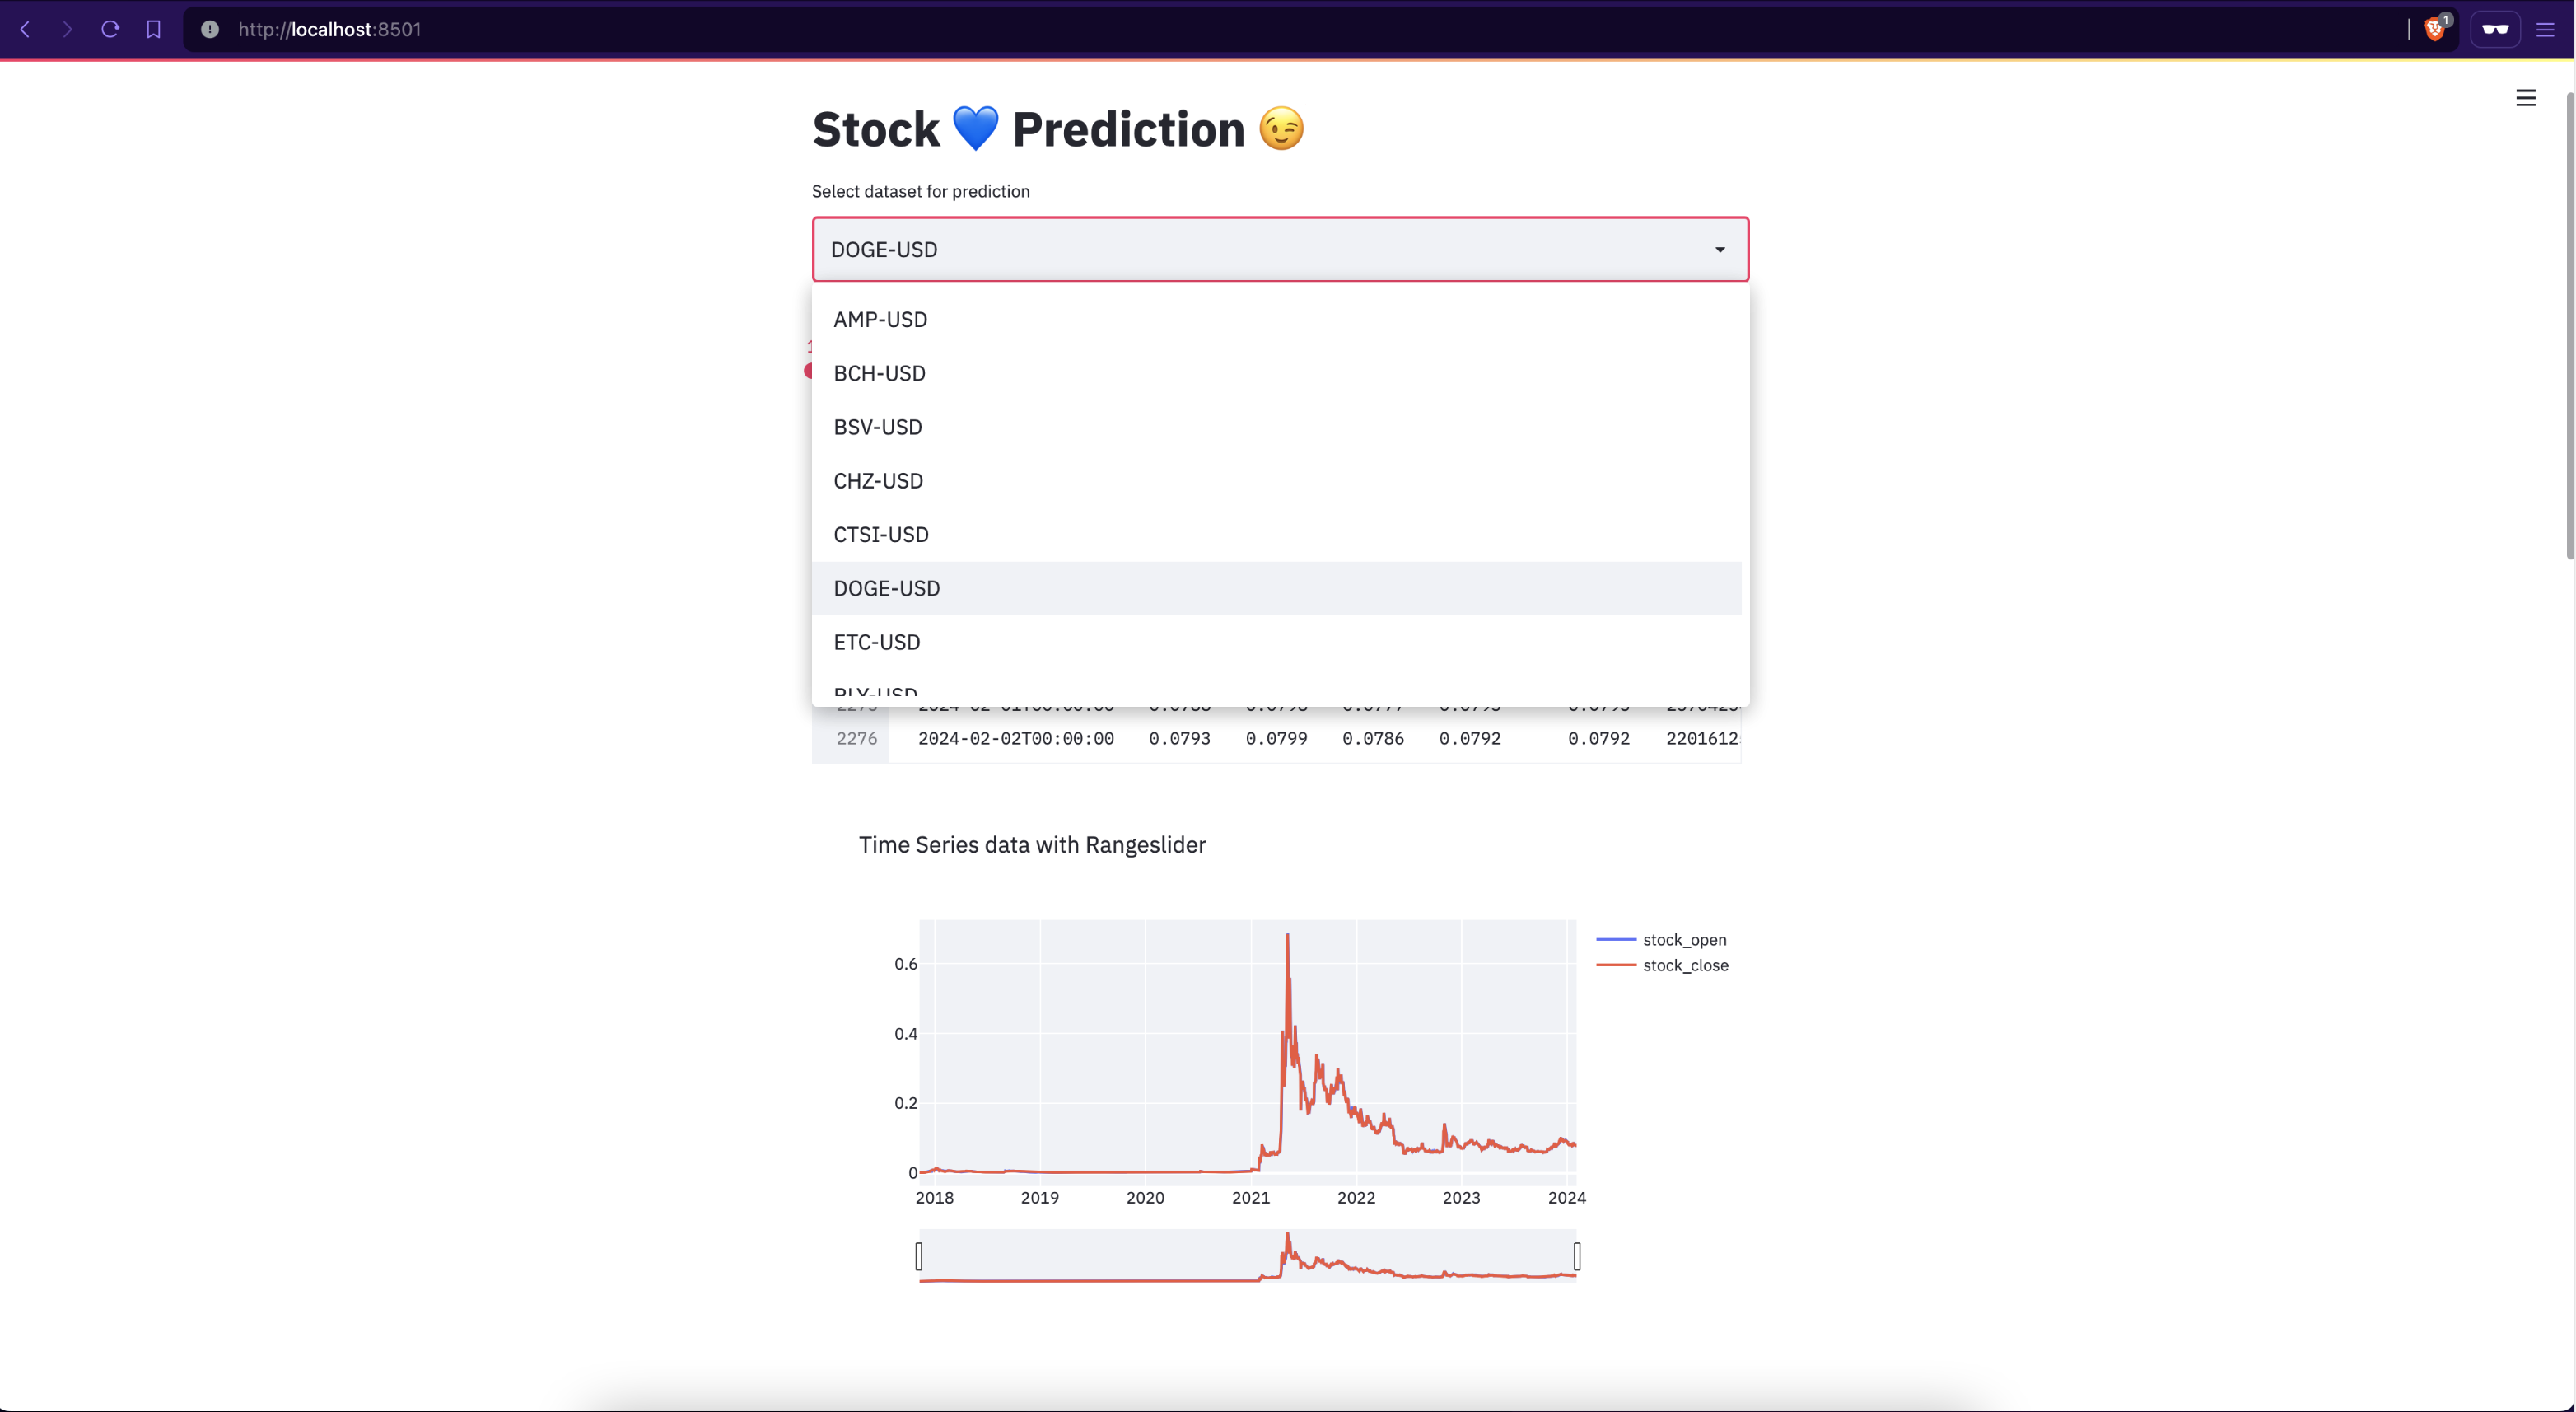 http://localhost:8501
1
Stock 💙 Prediction 😉
Select dataset for prediction
DOGE-USD
AMP-USD
BCH-USD
BSV-USD
CHZ-USD
CTSI-USD
DOGE-USD
ETC-USD
2276 2024-02-02T00:00:00 0.0793 0.0799 0.0786 0.0792 0.0792 2201612
Time Series data with Rangeslider
stock_open
stock_close
0.6
0.4
0.2
0
2018 2019 2020 2021 2022 2023 2024